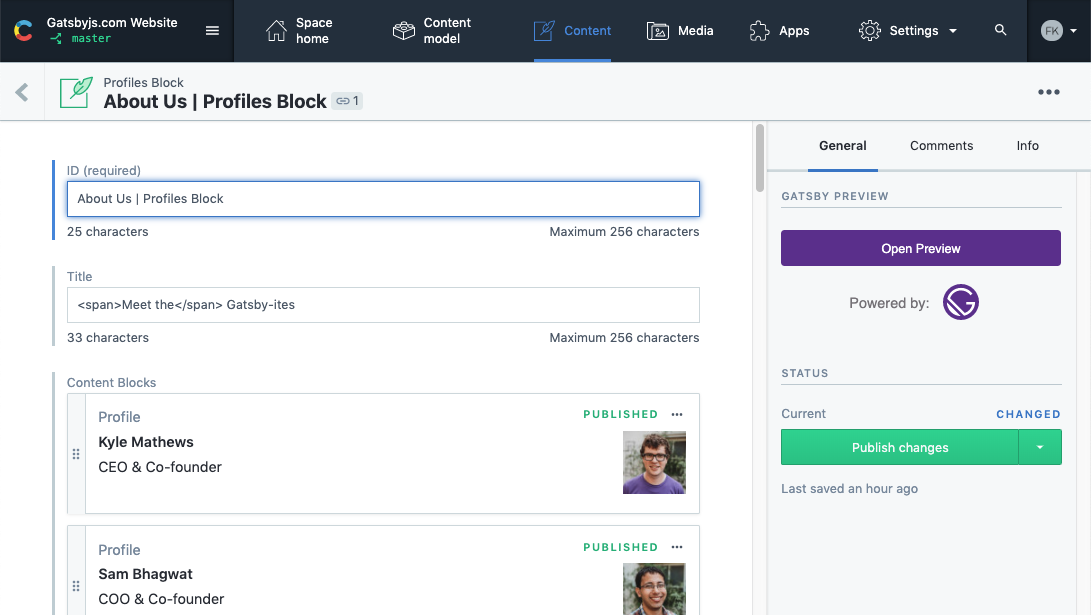 Gatsbyjs.com Website
master
Space home
Content model
Content
Media
Apps
Settings
FK
Profiles Block
About Us | Profiles Block
1
General
Comments
Info
ID (required)
About Us | Profiles Block
25 characters
Maximum 256 characters
Title
<span>Meet the</span> Gatsby-ites
33 characters
Maximum 256 characters
Content Blocks
Profile
PUBLISHED
Kyle Mathews
CEO & Co-founder
Profile
PUBLISHED
Sam Bhagwat
COO & Co-founder
GATSBY PREVIEW
Open Preview
Powered by:
STATUS
Current
CHANGED
Publish changes
Last saved an hour ago